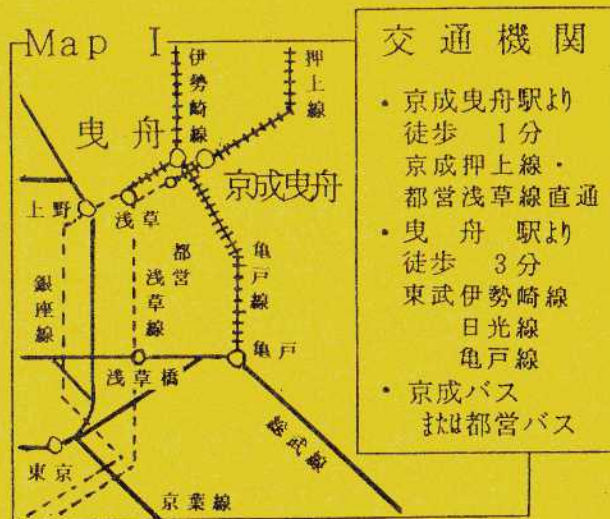 Map I
伊勢崎線
押上線
曳舟
京成曳舟
上野
浅草
銀座線
都営浅草線
亀戸線
浅草橋
亀戸
総武線
東京
京葉線
交通機関
・京成曳舟駅より
徒歩 1分
京成押上線・
都営浅草線直通
・曳舟駅より
徒歩 3分
東武伊勢崎線
日光線
亀戸線
・京成バス
または都営バス